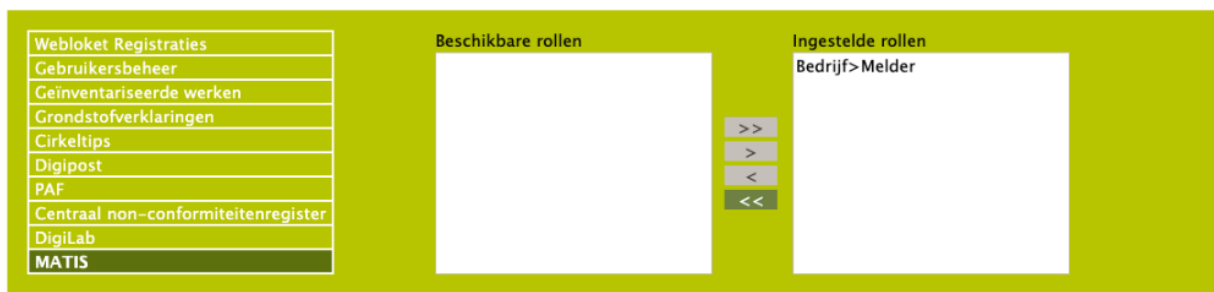 Webloket Registraties
Gebruikersbeheer
Geïnventariseerde werken
Grondstofverklaringen
Cirkeltips
Digipost
PAF
Centraal non-conformiteitenregister
DigiLab
MATIS
Beschikbare rollen
>>
>
<
<<
Ingestelde rollen
Bedrijf>Melder